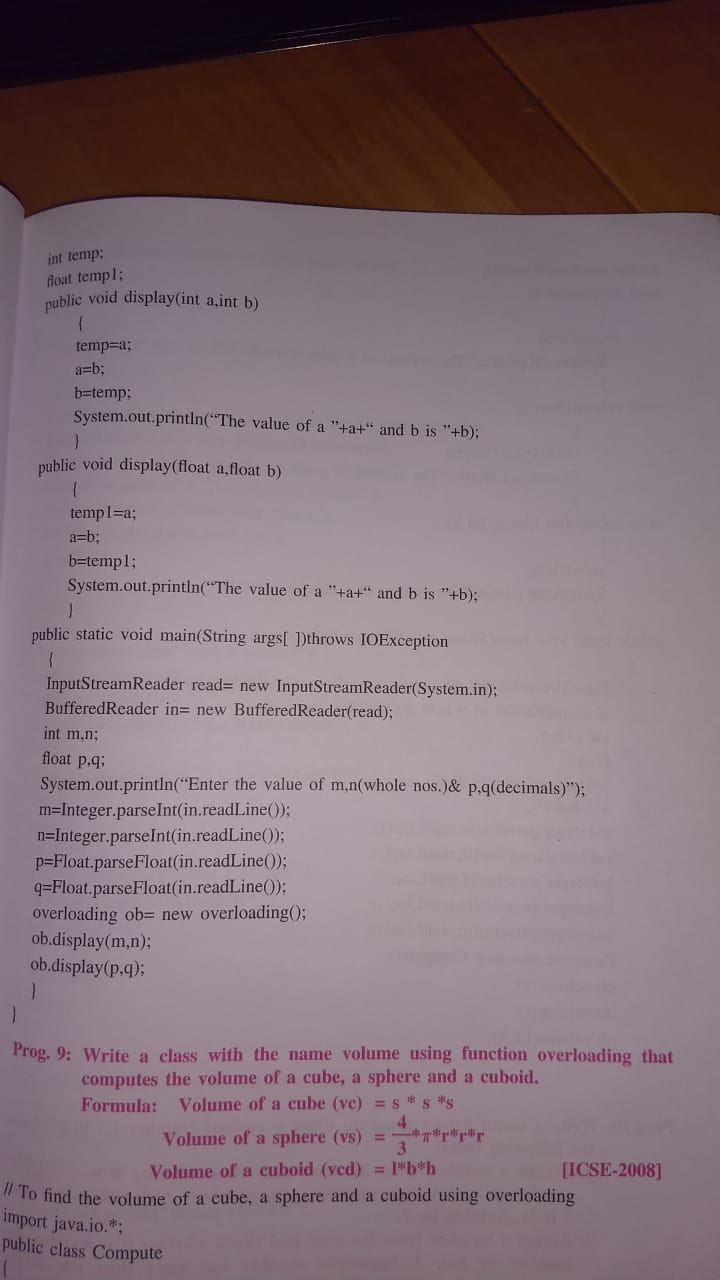 int temp;
float temp1;
public void display(int a,int b)
{
temp=a;
a=b;
b=temp;
System.out.println(“The value of a ”+a+“ and b is ”+b);
}
public void display(float a,float b)
{
temp1=a;
a=b;
b=temp1;
System.out.println(“The value of a ”+a+“ and b is ”+b);
}
public static void main(String args[ ])throws IOException
{
InputStreamReader read= new InputStreamReader(System.in);
BufferedReader in= new BufferedReader(read);
int m,n;
float p,q;
System.out.println(“Enter the value of m,n(whole nos.)& p,q(decimals)”);
m=Integer.parseInt(in.readLine());
n=Integer.parseInt(in.readLine());
p=Float.parseFloat(in.readLine());
q=Float.parseFloat(in.readLine());
overloading ob= new overloading();
ob.display(m,n);
ob.display(p,q);
}
}
Prog. 9: Write a class with the name volume using function overloading that
computes the volume of a cube, a sphere and a cuboid.
Formula: Volume of a cube (vc) = s * s *s
Volume of a sphere (vs) = 4/3*π*r*r*r
Volume of a cuboid (vcd) = l*b*h [ICSE-2008]
// To find the volume of a cube, a sphere and a cuboid using overloading
import java.io.*;
public class Compute
{